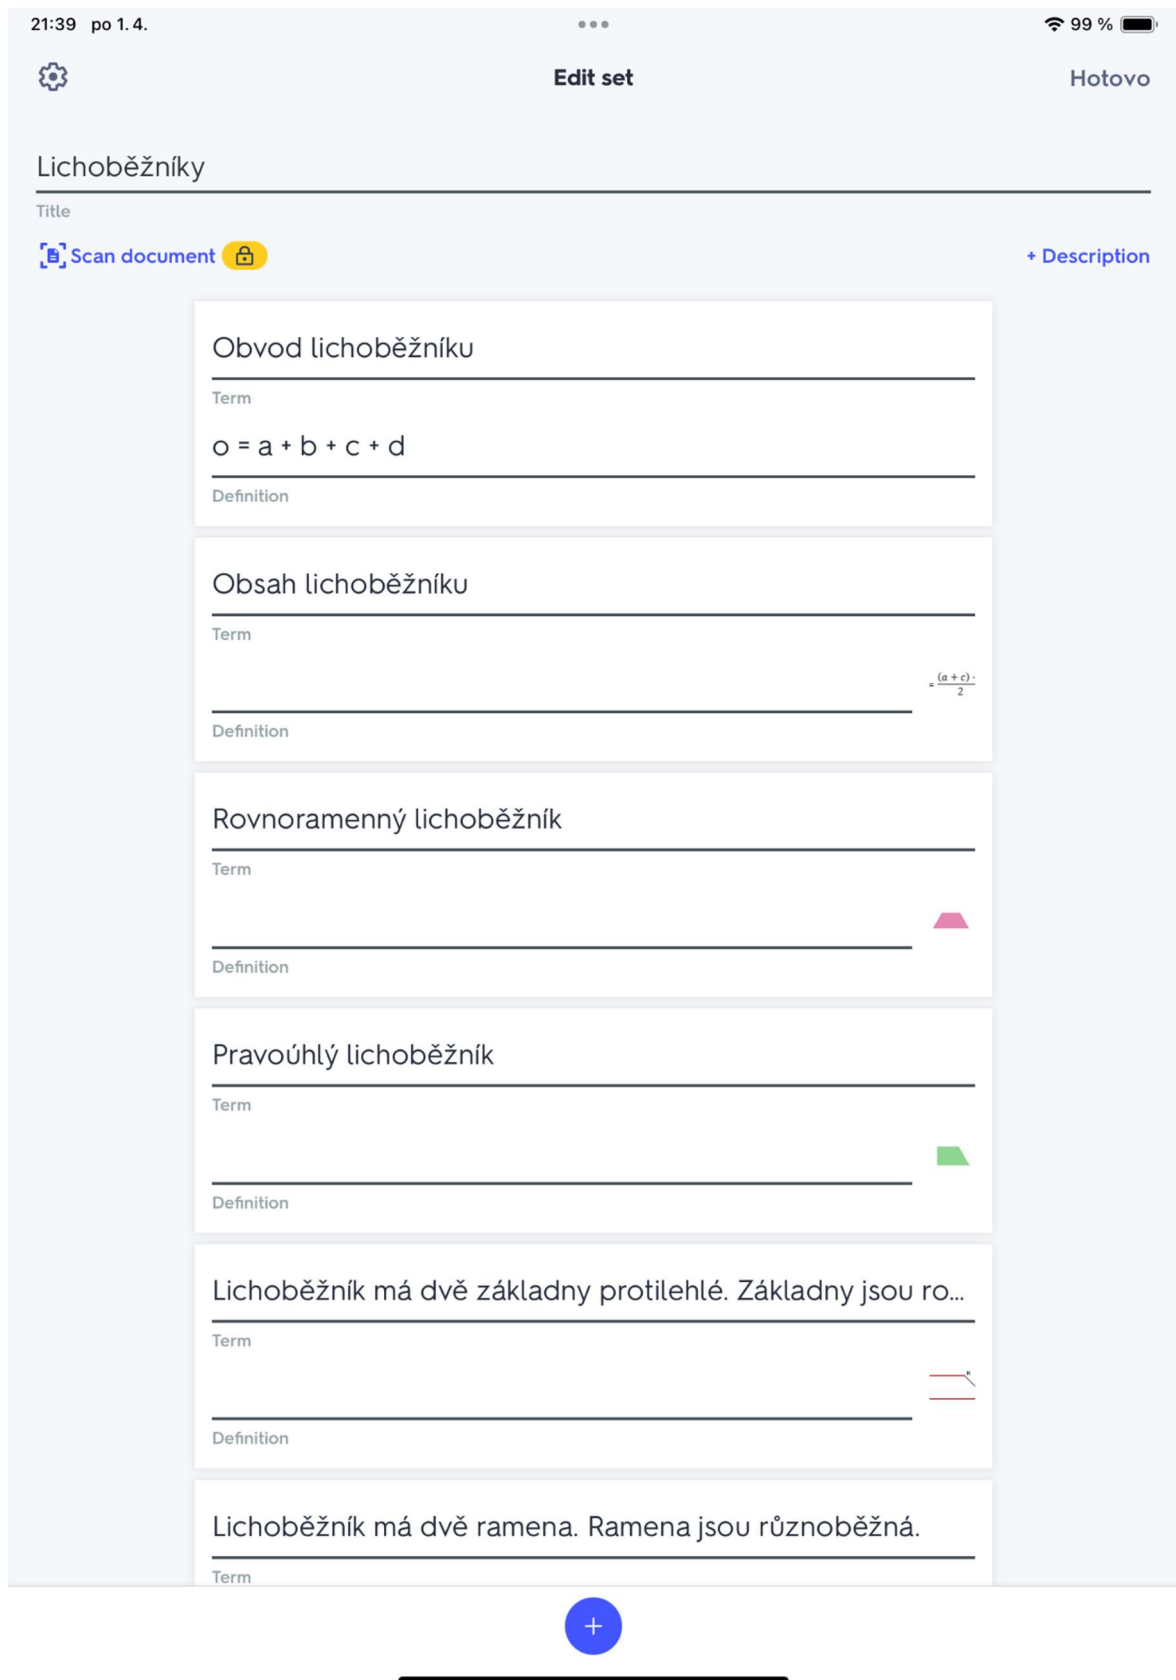 21:39 po 1. 4.
99 %
Edit set
Hotovo
Lichoběžníky
Title
Scan document
+ Description
Obvod lichoběžníku
Term
o = a + b + c + d
Definition
Obsah lichoběžníku
Term
= (a + c) ·
2
Definition
Rovnoramenný lichoběžník
Term
Definition
Pravoúhlý lichoběžník
Term
Definition
Lichoběžník má dvě základny protilehlé. Základny jsou ro...
Term
Definition
Lichoběžník má dvě ramena. Ramena jsou různoběžná.
Term